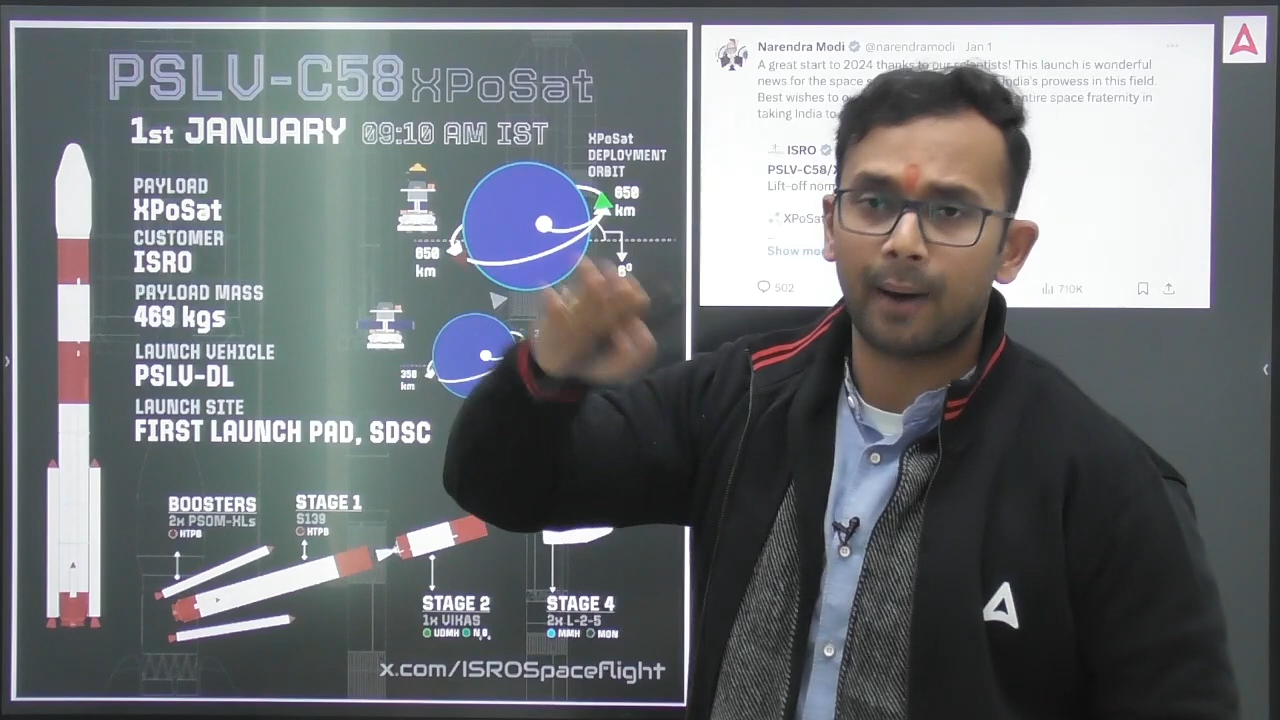 PSLV-C58 XPoSat
1st JANUARY 09:10 AM IST
PAYLOAD
XPoSat
CUSTOMER
ISRO
PAYLOAD MASS
469 kgs
LAUNCH VEHICLE
PSLV-DL
LAUNCH SITE
FIRST LAUNCH PAD, SDSC
XPoSat
DEPLOYMENT
ORBIT
650
km
650
km
350
km
BOOSTERS
2x PSOM-XLs
HTPB
STAGE 1
S139
HTPB
STAGE 2
1x VIKAS
UDMH N₂O₄
STAGE 4
2x L-2-5
MMH MON
x.com/ISROSpaceflight
Narendra Modi @narendramodi Jan 1
A great start to 2024 thanks to our scientists! This launch is wonderful
news for the space India's prowess in this field.
Best wishes to entire space fraternity in
taking India to
ISRO
PSLV-C58/
Lift-off
XPoSat
Show
502
710K